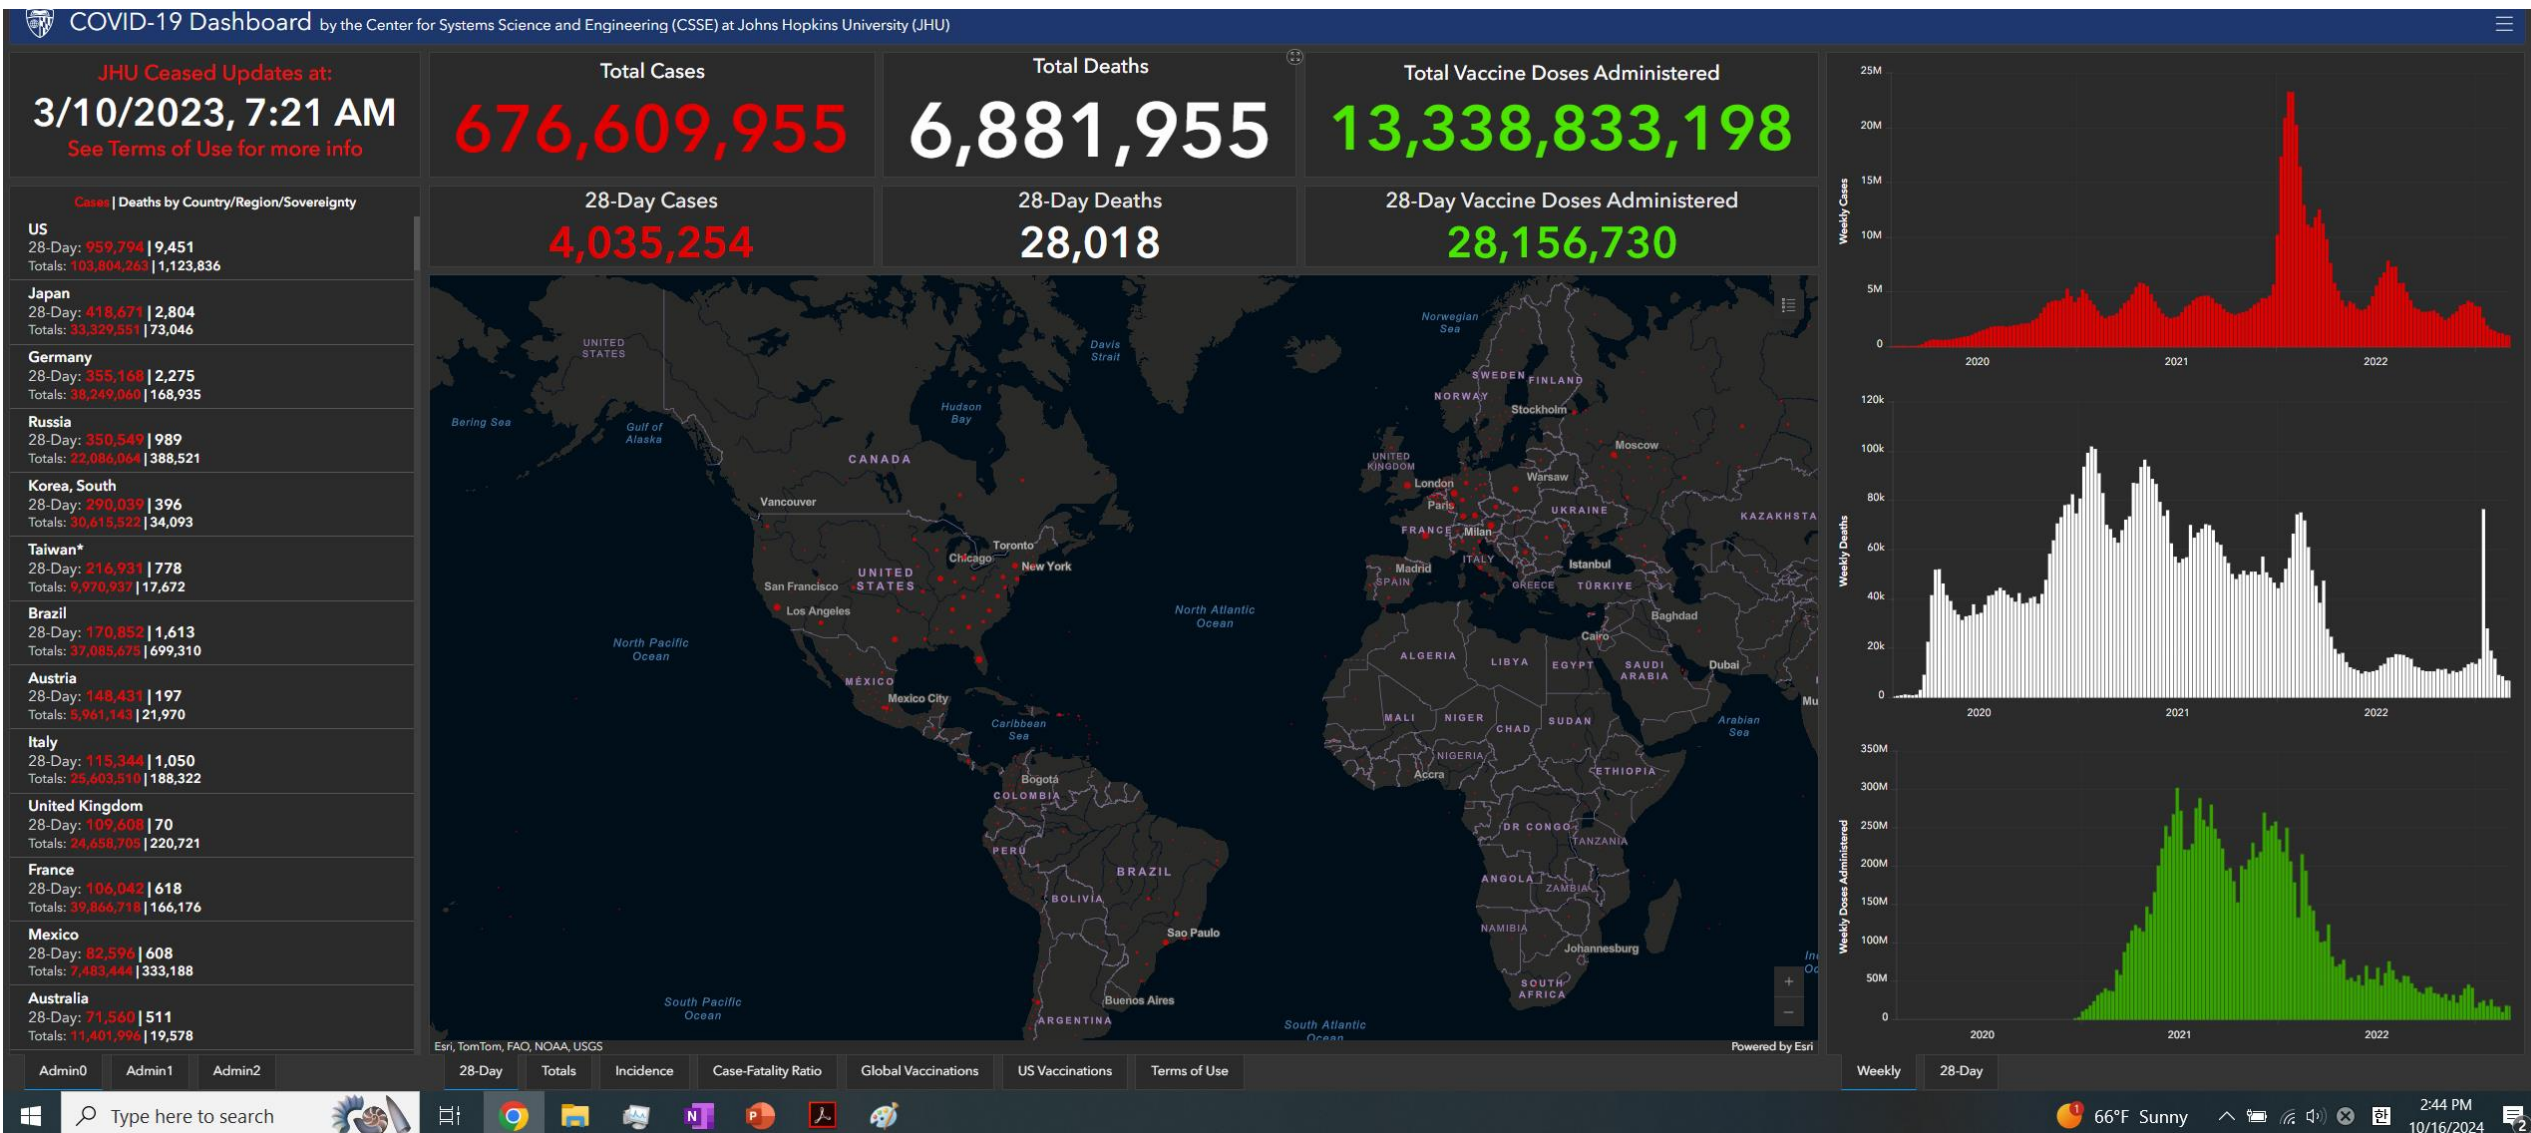 COVID-19 Dashboard by the Center for Systems Science and Engineering (CSSE) at Johns Hopkins University (JHU)
JHU Ceased Updates at:
3/10/2023, 7:21 AM
See Terms of Use for more info
Cases | Deaths by Country/Region/Sovereignty
US
28-Day: 959,794 | 9,451
Totals: 103,804,263 | 1,123,836
Japan
28-Day: 418,671 | 2,804
Totals: 33,329,551 | 73,046
Germany
28-Day: 355,168 | 2,275
Totals: 38,249,060 | 168,935
Russia
28-Day: 350,549 | 989
Totals: 22,086,064 | 388,521
Korea, South
28-Day: 290,039 | 396
Totals: 30,615,522 | 34,093
Taiwan*
28-Day: 216,931 | 778
Totals: 9,970,937 | 17,672
Brazil
28-Day: 170,852 | 1,613
Totals: 37,085,675 | 699,310
Austria
28-Day: 148,431 | 197
Totals: 5,961,143 | 21,970
Italy
28-Day: 115,344 | 1,050
Totals: 25,603,510 | 188,322
United Kingdom
28-Day: 109,608 | 70
Totals: 24,658,705 | 220,721
France
28-Day: 106,042 | 618
Totals: 39,866,718 | 166,176
Mexico
28-Day: 82,596 | 608
Totals: 7,483,444 | 333,188
Australia
28-Day: 71,560 | 511
Totals: 11,401,996 | 19,578
Admin0
Admin1
Admin2
Total Cases
676,609,955
Total Deaths
6,881,955
Total Vaccine Doses Administered
13,338,833,198
28-Day Cases
4,035,254
28-Day Deaths
28,018
28-Day Vaccine Doses Administered
28,156,730
UNITED
STATES
Bering Sea
Gulf of
Alaska
Hudson
Bay
Davis
Strait
Norwegian
Sea
CANADA
Vancouver
SWEDEN
FINLAND
NORWAY
Stockholm
Moscow
UNITED
KINGDOM
London
Warsaw
Paris
UKRAINE
KAZAKHSTA
FRANCE
Milan
Toronto
Chicago
New York
UNITED
STATES
San Francisco
Los Angeles
Madrid
SPAIN
ITALY
Istanbul
GREECE
TÜRKIYE
Baghdad
Cairo
North Atlantic
Ocean
North Pacific
Ocean
ALGERIA
LIBYA
EGYPT
SAUDI
ARABIA
Dubai
Mu
MÉXICO
Mexico City
Caribbean
Sea
MALI
NIGER
CHAD
SUDAN
Arabian
Sea
NIGERIA
Accra
ETHIOPIA
Bogotá
COLOMBIA
DR CONGO
TANZANIA
PERÚ
BRAZIL
BOLIVIA
ANGOLA
ZAMBIA
NAMIBIA
Sao Paulo
Johannesburg
SOUTH
AFRICA
In
Oc
South Pacific
Ocean
Buenos Aires
ARGENTINA
South Atlantic
Ocean
+
−
Esri, TomTom, FAO, NOAA, USGS
Powered by Esri
28-Day
Totals
Incidence
Case-Fatality Ratio
Global Vaccinations
US Vaccinations
Terms of Use
Weekly Cases
25M
20M
15M
10M
5M
0
2020
2021
2022
Weekly Deaths
120k
100k
80k
60k
40k
20k
0
2020
2021
2022
Weekly Doses Administered
350M
300M
250M
200M
150M
100M
50M
0
2020
2021
2022
Weekly
28-Day
Type here to search
N
P
1
66°F Sunny
한
2:44 PM
10/16/2024
2